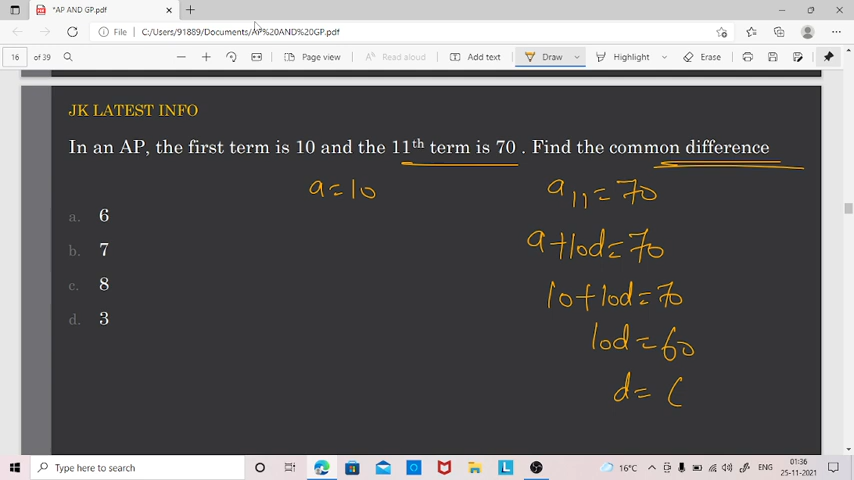 *AP AND GP.pdf
File C:/Users/91889/Documents/AP%20AND%20GP.pdf
16 of 39 Page view Read aloud Add text Draw Highlight Erase
JK LATEST INFO
In an AP, the first term is 10 and the 11th term is 70 . Find the common difference
a = 10
a11 = 70
a. 6
a+10d=70
b. 7
c. 8
10+10d=70
d. 3
10d=60
d= (
Type here to search
16°C ENG 01:36
25-11-2021